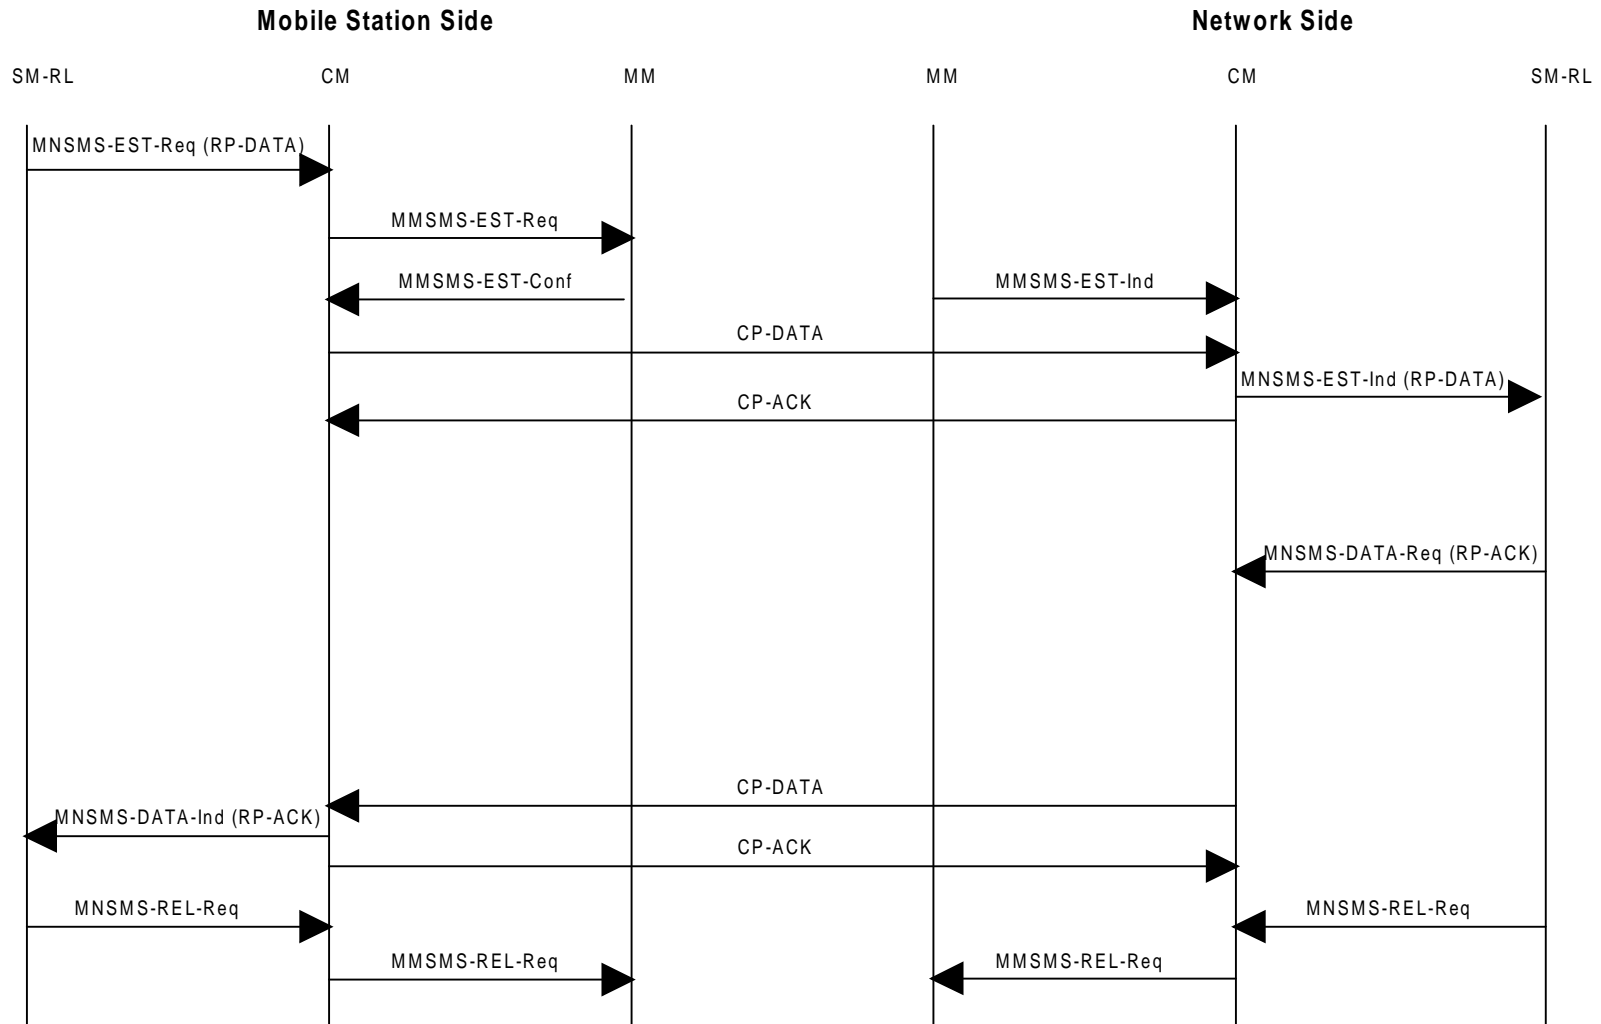 Mobile Station Side Network Side
SM-RL CM MM MM CM SM-RL
MNSMS-EST-Req (RP-DATA)
MMSMS-EST-Req
MMSMS-EST-Conf MMSMS-EST-Ind
CP-DATA
MNSMS-EST-Ind (RP-DATA)
CP-ACK
MNSMS-DATA-Req (RP-ACK)
CP-DATA
MNSMS-DATA-Ind (RP-ACK)
CP-ACK
MNSMS-REL-Req MNSMS-REL-Req
MMSMS-REL-Req MMSMS-REL-Req